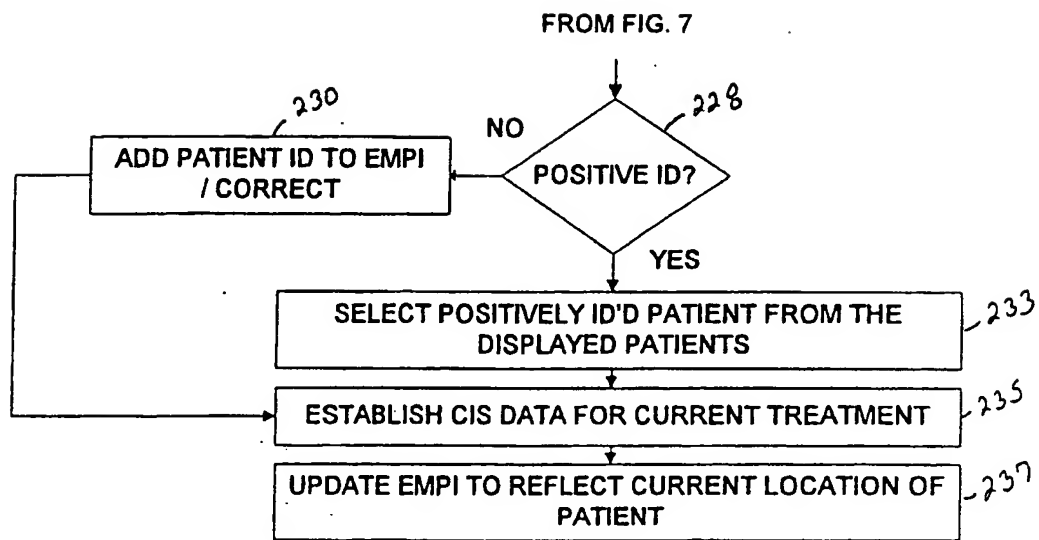 FROM FIG. 7
228
230
NO
ADD PATIENT ID TO EMPI
/ CORRECT
POSITIVE ID?
YES
SELECT POSITIVELY ID'D PATIENT FROM THE
DISPLAYED PATIENTS
233
ESTABLISH CIS DATA FOR CURRENT TREATMENT
235
UPDATE EMPI TO REFLECT CURRENT LOCATION OF
PATIENT
237